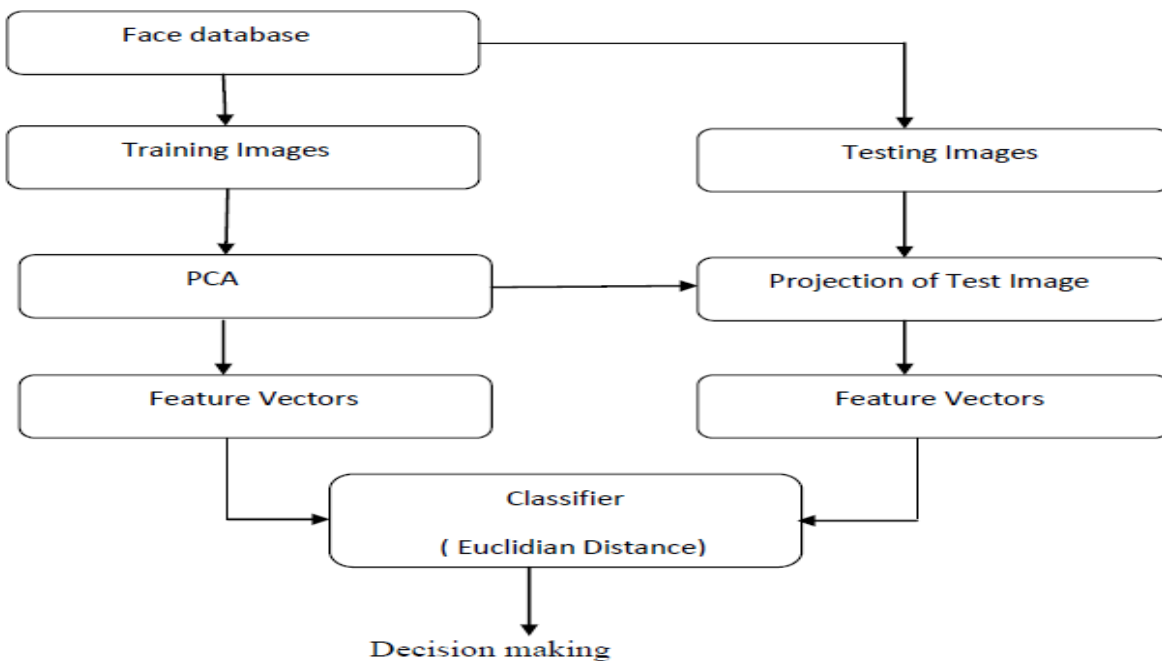 Face database
Training Images
Testing Images
PCA
Projection of Test Image
Feature Vectors
Feature Vectors
Classifier
( Euclidian Distance)
Decision making